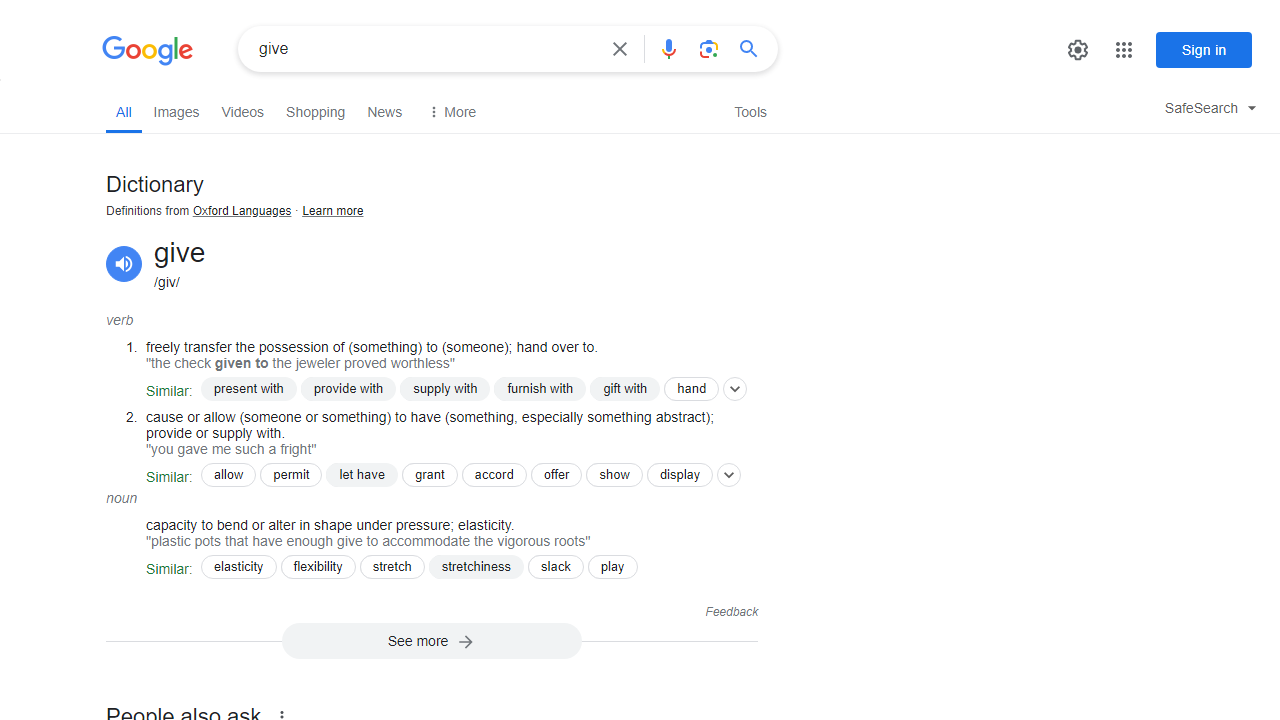 Google
give
Sign in
All Images Videos Shopping News More Tools SafeSearch
Dictionary
Definitions from Oxford Languages · Learn more
give
/giv/
verb
1. freely transfer the possession of (something) to (someone); hand over to.
"the check given to the jeweler proved worthless"
Similar: present with provide with supply with furnish with gift with hand
2. cause or allow (someone or something) to have (something, especially something abstract);
provide or supply with.
"you gave me such a fright"
Similar: allow permit let have grant accord offer show display
noun
capacity to bend or alter in shape under pressure; elasticity.
"plastic pots that have enough give to accommodate the vigorous roots"
Similar: elasticity flexibility stretch stretchiness slack play
Feedback
See more
People also ask